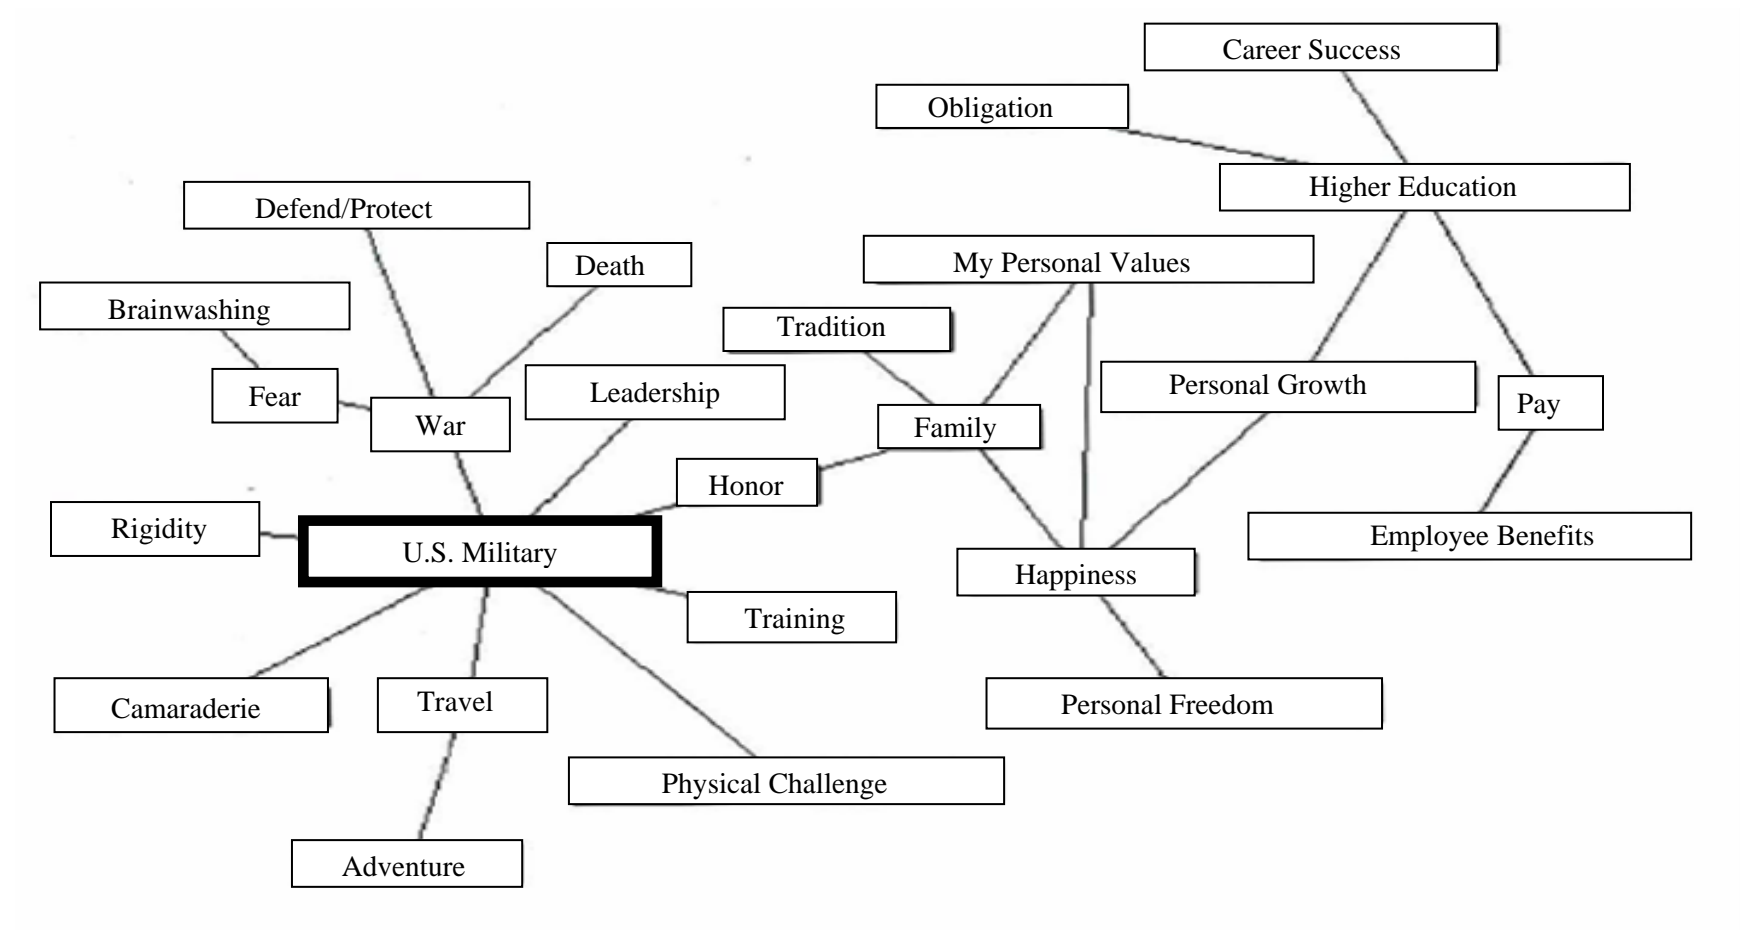 Career Success
Obligation
Higher Education
Defend/Protect
Death
My Personal Values
Brainwashing
Tradition
Leadership
Personal Growth
Fear
Pay
War
Family
Honor
Rigidity
U.S. Military
Employee Benefits
Happiness
Training
Camaraderie
Travel
Personal Freedom
Physical Challenge
Adventure